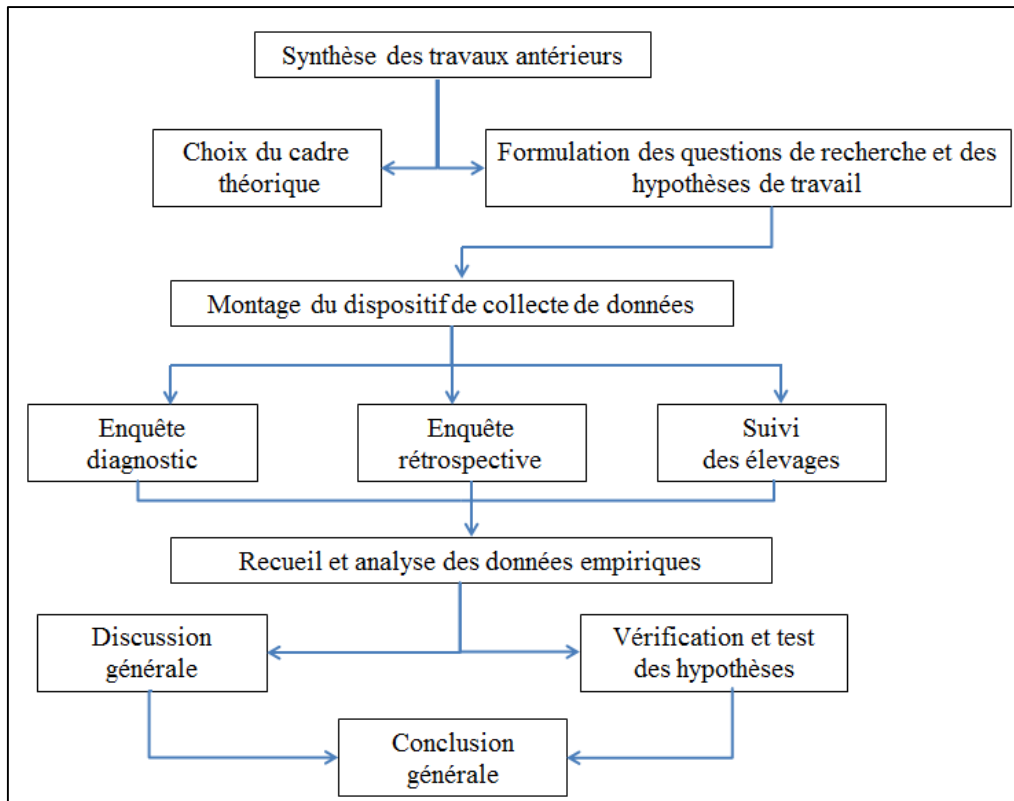 Synthèse des travaux antérieurs
Choix du cadre
théorique
Formulation des questions de recherche et des
hypothèses de travail
Montage du dispositif de collecte de données
Enquête
diagnostic
Enquête
rétrospective
Suivi
des élevages
Recueil et analyse des données empiriques
Discussion
générale
Vérification et test
des hypothèses
Conclusion
générale